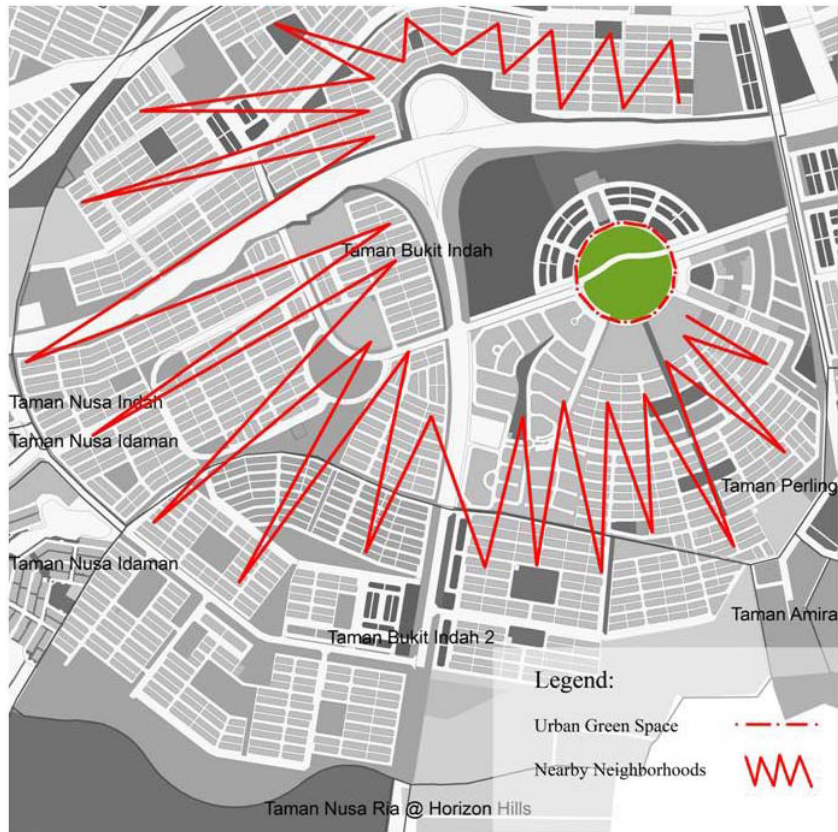 Taman Bukit Indah
Taman Nusa Indah
Taman Nusa Idaman
Taman Perling
Taman Nusa Idaman
Taman Amira
Taman Bukit Indah 2
Legend:
Urban Green Space
Nearby Neighborhoods
Taman Nusa Ria @ Horizon Hills